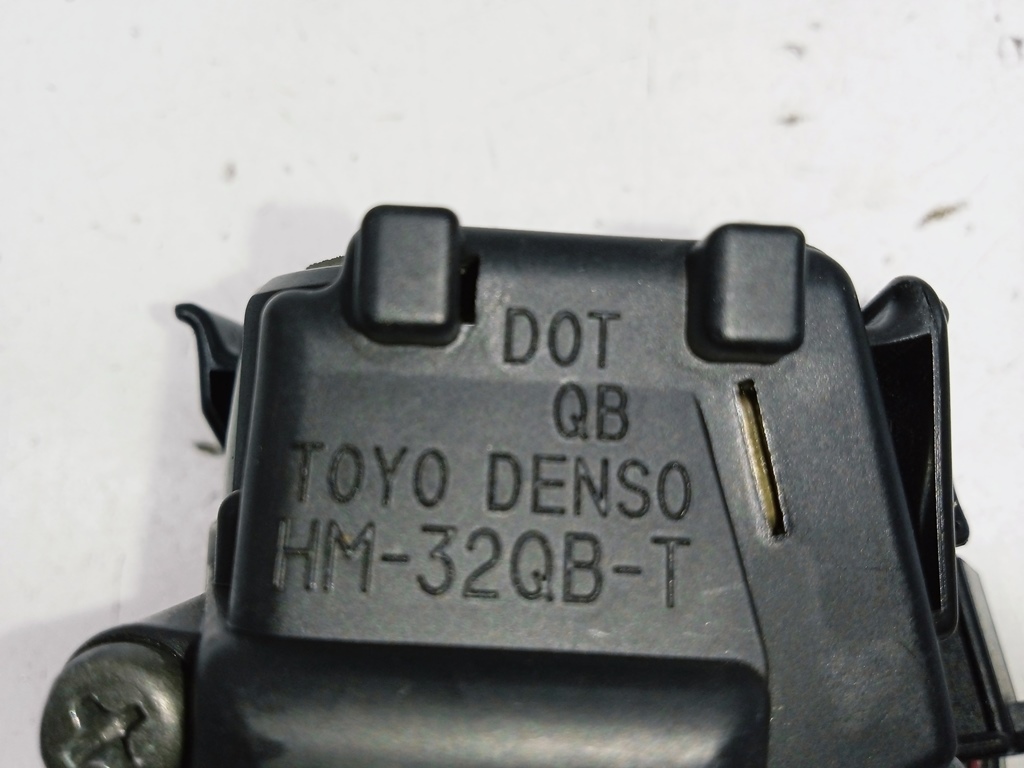 DOT
QB
TOYO DENSO
HM-32QB-T